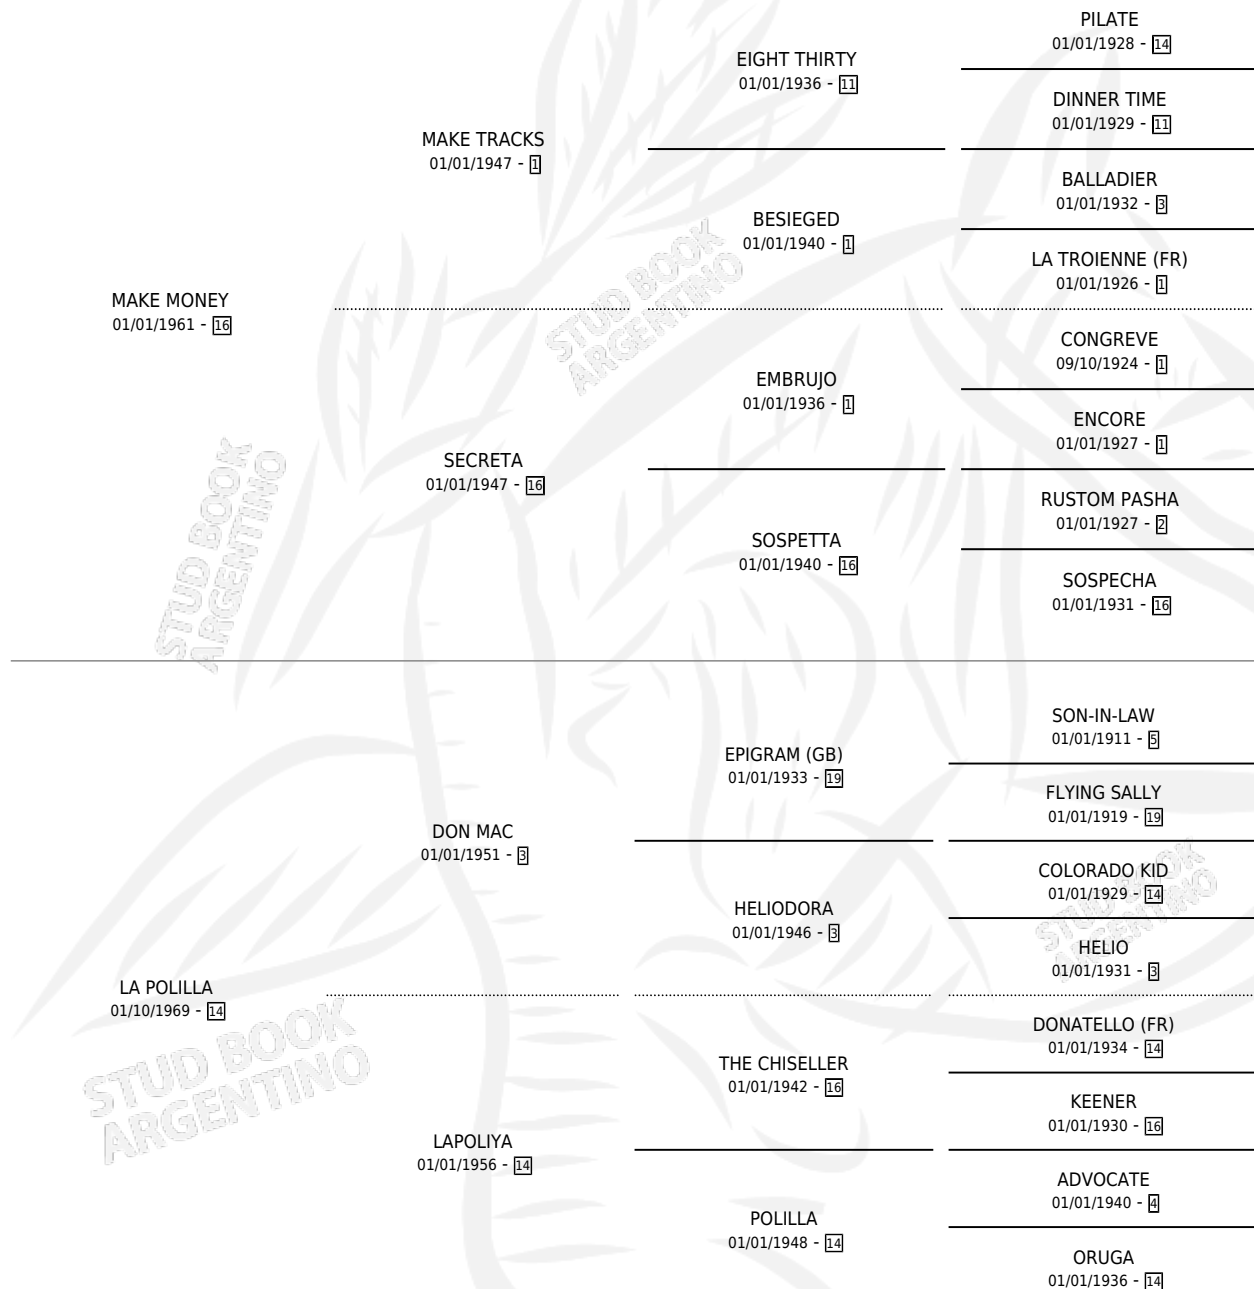 PILATE
01/01/1928 - 14
EIGHT THIRTY
01/01/1936 - 11
DINNER TIME
01/01/1929 - 11
MAKE TRACKS
01/01/1947 - 1
BALLADIER
01/01/1932 - 3
BESIEGED
01/01/1940 - 1
LA TROIENNE (FR)
01/01/1926 - 1
MAKE MONEY
01/01/1961 - 16
CONGREVE
09/10/1924 - 1
EMBRUJO
01/01/1936 - 1
ENCORE
01/01/1927 - 1
SECRETA
01/01/1947 - 16
RUSTOM PASHA
01/01/1927 - 2
SOSPETTA
01/01/1940 - 16
SOSPECHA
01/01/1931 - 16
SON-IN-LAW
01/01/1911 - 5
EPIGRAM (GB)
01/01/1933 - 19
FLYING SALLY
01/01/1919 - 19
DON MAC
01/01/1951 - 3
COLORADO KID
01/01/1929 - 14
HELIODORA
01/01/1946 - 3
HELIO
01/01/1931 - 3
LA POLILLA
01/10/1969 - 14
DONATELLO (FR)
01/01/1934 - 14
THE CHISELLER
01/01/1942 - 16
KEENER
01/01/1930 - 16
LAPOLIYA
01/01/1956 - 14
ADVOCATE
01/01/1940 - 4
POLILLA
01/01/1948 - 14
ORUGA
01/01/1936 - 14
STUD BOOK
ARGENTINO
STUD BOOK
ARGENTINO
STUD BOOK
ARGENTINO
STUD BOOK
ARGENTINO